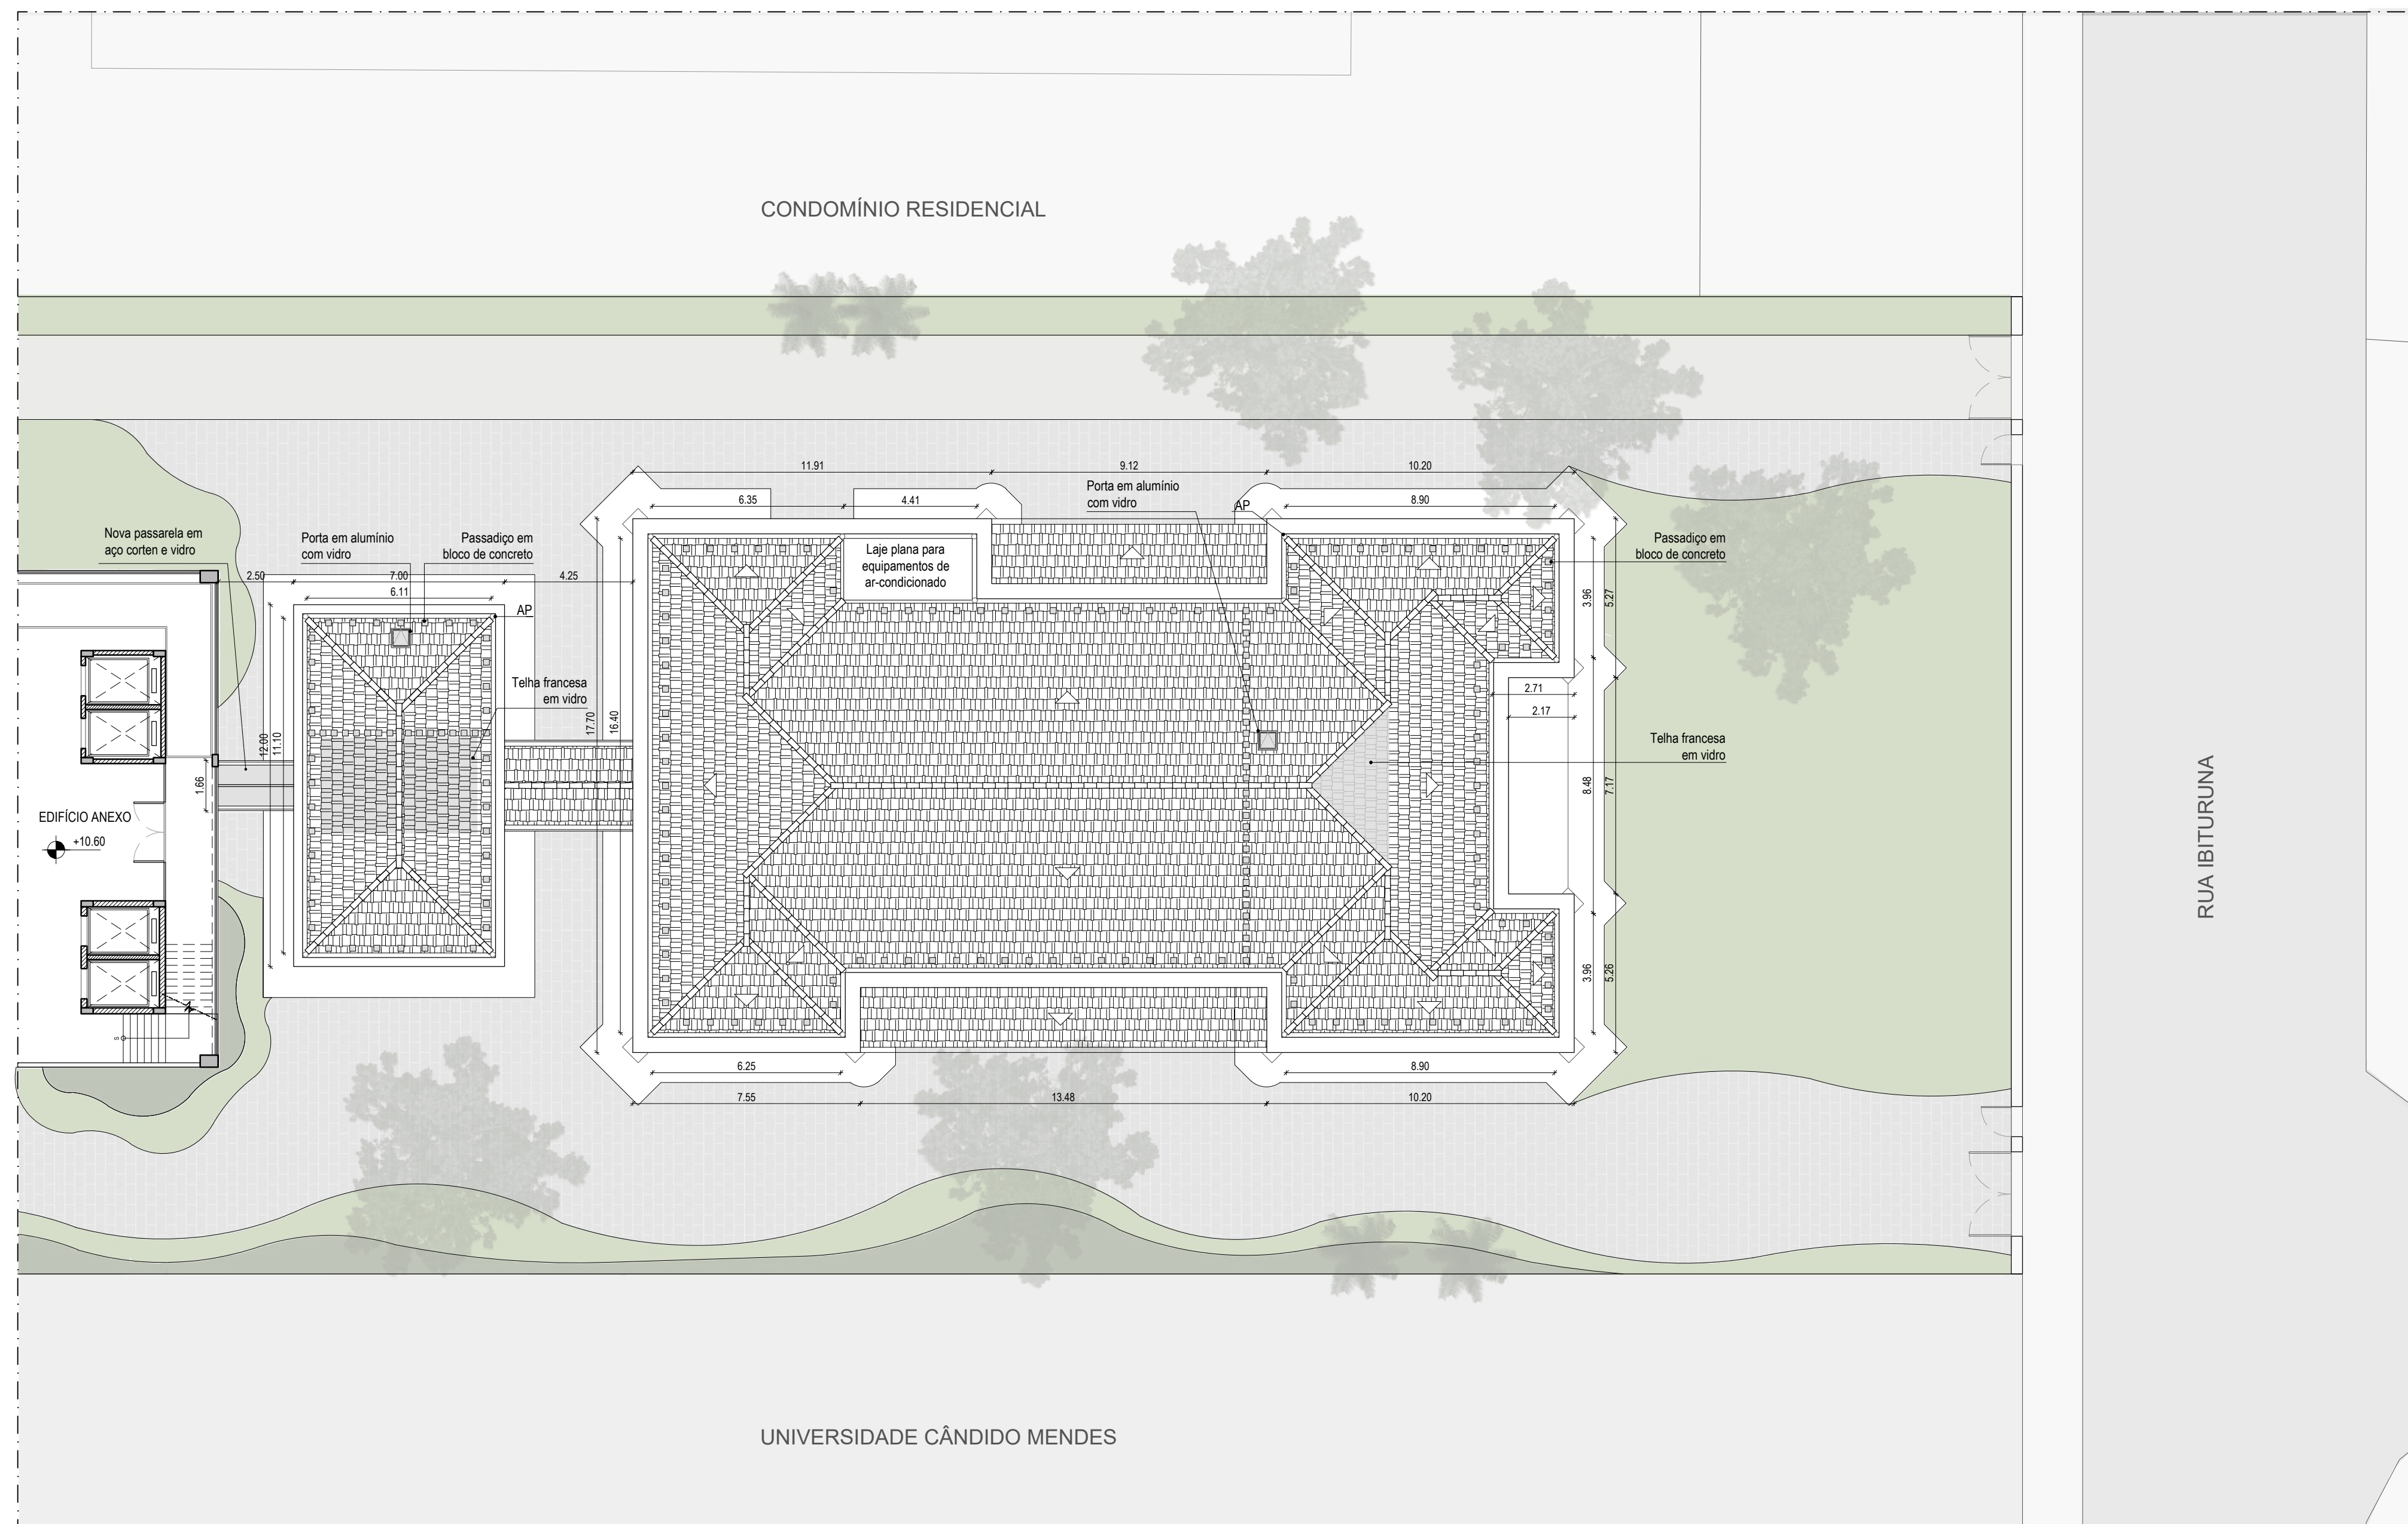 CONDOMÍNIO RESIDENCIAL
11.91
9.12
10.20
6.35
4.41
Porta em alumínio
com vidro
AP
8.90
Nova passarela em
aço corten e vidro
Porta em alumínio
com vidro
Passadiço em
bloco de concreto
Laje plana para
equipamentos de
ar-condicionado
Passadiço em
bloco de concreto
2.50
7.00
4.25
6.11
AP
3.96
5.27
Telha francesa
em vidro
2.71
2.17
17.70
16.40
12.00
11.10
Telha francesa
em vidro
1.66
8.48
7.17
EDIFÍCIO ANEXO
+10.60
RUA IBITURUNA
3.96
5.26
S
6.25
8.90
7.55
13.48
10.20
UNIVERSIDADE CÂNDIDO MENDES